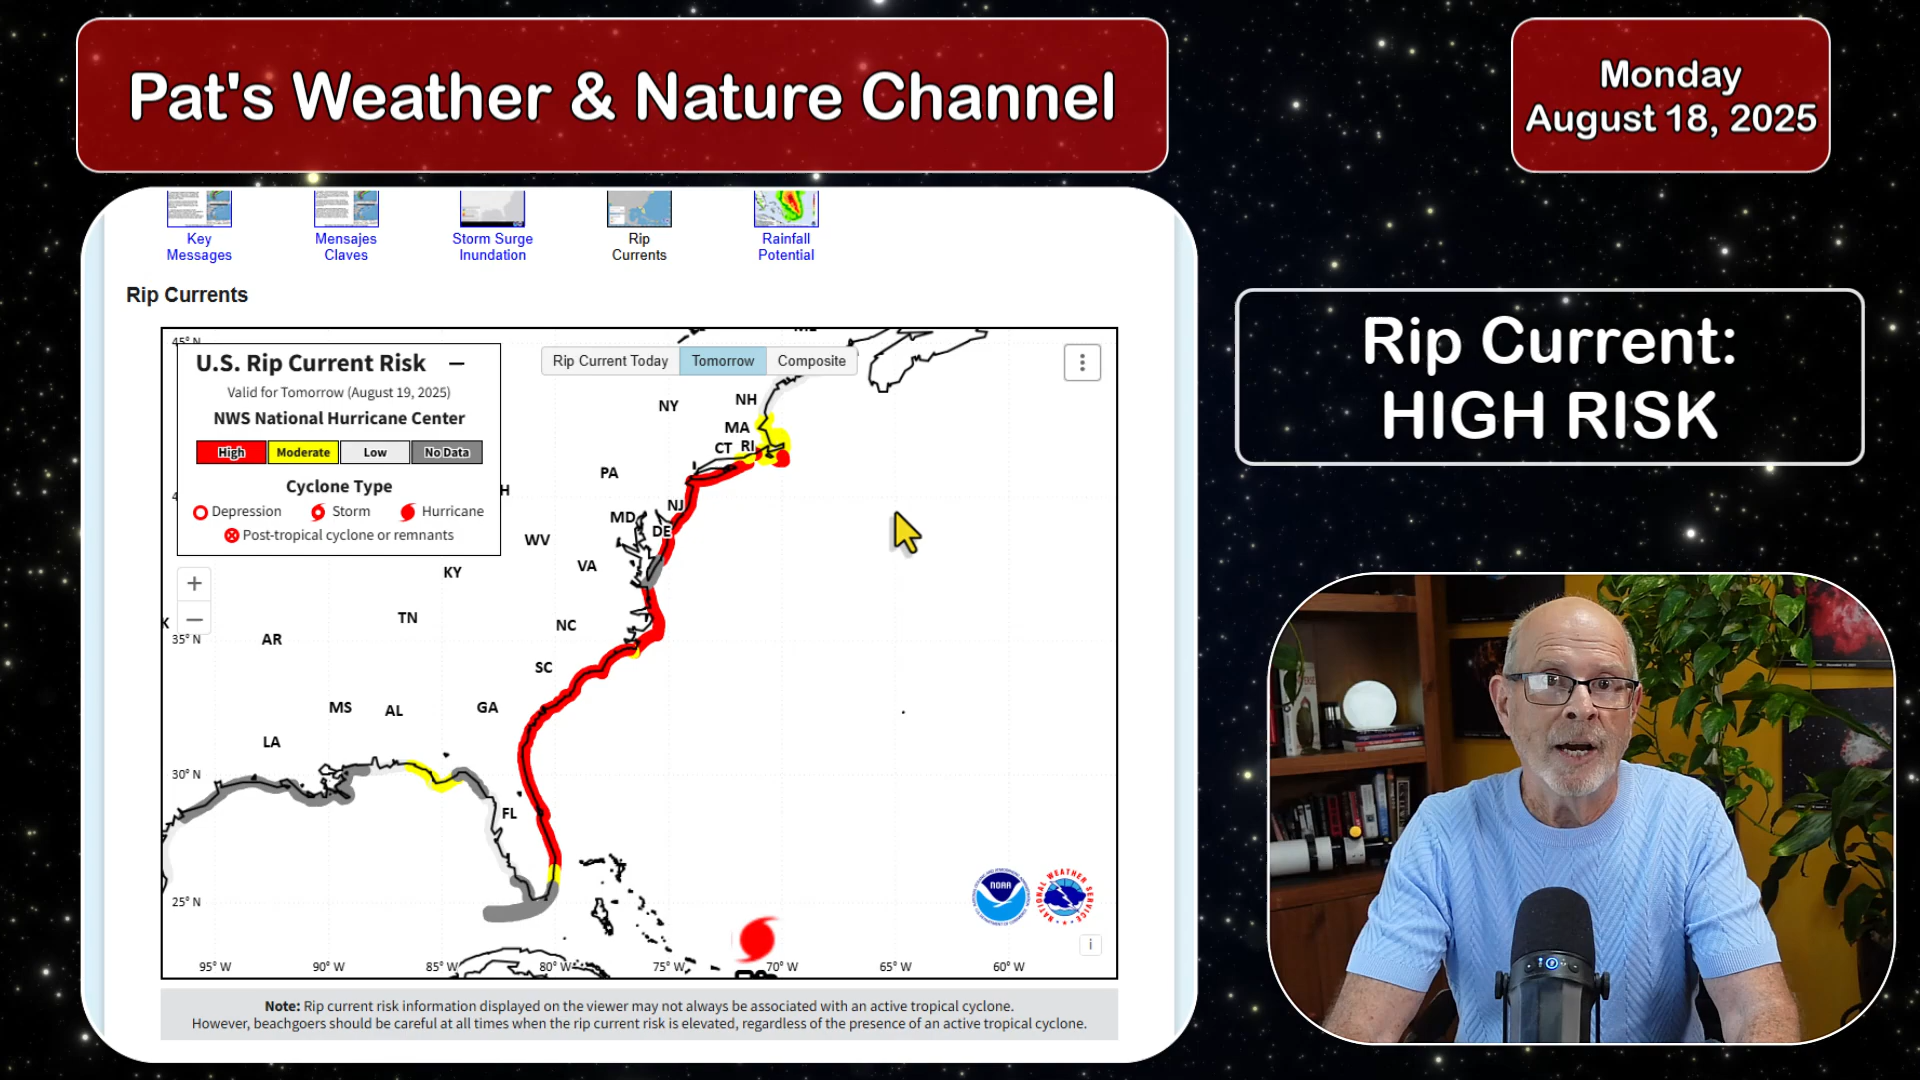 Pat's Weather & Nature Channel
Monday
August 18, 2025
Key
Messages
Mensajes
Claves
Storm Surge
Inundation
Rip
Currents
Rainfall
Potential
Rip Currents
Rip Current:
HIGH RISK
45° N
U.S. Rip Current Risk
Valid for Tomorrow (August 19, 2025)
NWS National Hurricane Center
High Moderate Low No Data
Cyclone Type
Depression Storm Hurricane
Post-tropical cyclone or remnants
Rip Current Today Tomorrow Composite
NH
NY
MA
CT RI
PA
H
NJ
MD
DE
WV
VA
KY
TN
NC
35° N
AR
SC
MS AL GA
LA
30° N
FL
25° N
NOAA
NATIONAL WEATHER SERVICE
95° W 90° W 85° W 80° W 75° W 70° W 65° W 60° W
Note: Rip current risk information displayed on the viewer may not always be associated with an active tropical cyclone.
However, beachgoers should be careful at all times when the rip current risk is elevated, regardless of the presence of an active tropical cyclone.